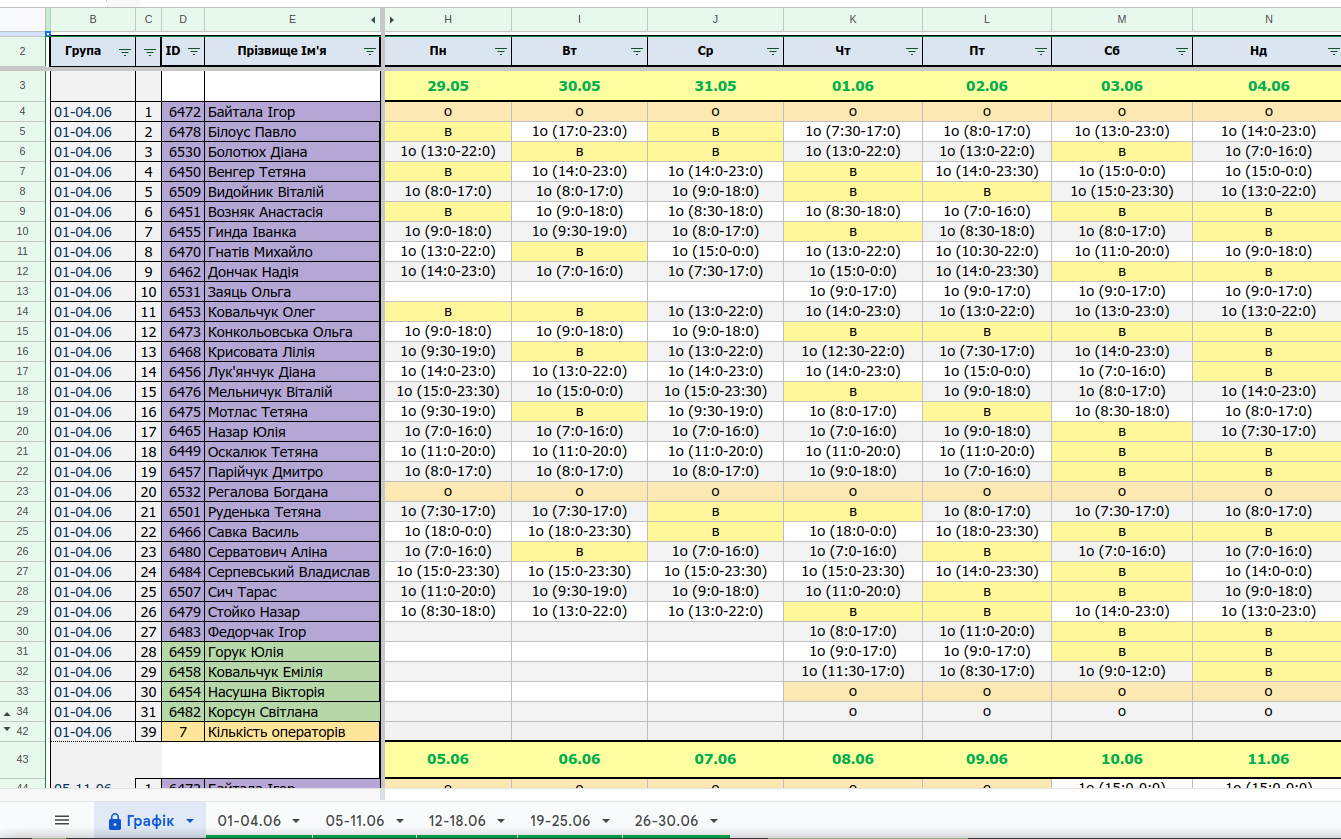 B C D E H I J K L M N
2 Група ID Прізвище Ім'я Пн Вт Ср Чт Пт Сб Нд
3 29.05 30.05 31.05 01.06 02.06 03.06 04.06
4 01-04.06 1 6472 Байтала Ігор о о о о о о о
5 01-04.06 2 6478 Білоус Павло в 1о (17:0-23:0) в 1о (7:30-17:0) 1о (8:0-17:0) 1о (13:0-23:0) 1о (14:0-23:0)
6 01-04.06 3 6530 Болотюх Діана 1о (13:0-22:0) в в 1о (13:0-22:0) 1о (13:0-22:0) в 1о (7:0-16:0)
7 01-04.06 4 6450 Венгер Тетяна в 1о (14:0-23:0) 1о (14:0-23:0) в 1о (14:0-23:30) 1о (15:0-0:0) 1о (15:0-0:0)
8 01-04.06 5 6509 Видойник Віталій 1о (8:0-17:0) 1о (8:0-17:0) 1о (9:0-18:0) в в 1о (15:0-23:30) 1о (13:0-22:0)
9 01-04.06 6 6451 Возняк Анастасія в 1о (9:0-18:0) 1о (8:30-18:0) 1о (8:30-18:0) 1о (7:0-16:0) в в
10 01-04.06 7 6455 Гинда Іванка 1о (9:0-18:0) 1о (9:30-19:0) 1о (8:0-17:0) в 1о (8:30-18:0) 1о (8:0-17:0) в
11 01-04.06 8 6470 Гнатів Михайло 1о (13:0-22:0) в 1о (15:0-0:0) 1о (13:0-22:0) 1о (10:30-22:0) 1о (11:0-20:0) 1о (9:0-18:0)
12 01-04.06 9 6462 Дончак Надія 1о (14:0-23:0) 1о (7:0-16:0) 1о (7:30-17:0) 1о (15:0-0:0) 1о (14:0-23:30) в в
13 01-04.06 10 6531 Заяць Ольга 1о (9:0-17:0) 1о (9:0-17:0) 1о (9:0-17:0) 1о (9:0-17:0)
14 01-04.06 11 6453 Ковальчук Олег в в 1о (13:0-22:0) 1о (14:0-23:0) 1о (13:0-22:0) 1о (13:0-23:0) 1о (13:0-22:0)
15 01-04.06 12 6473 Конкольовська Ольга 1о (9:0-18:0) 1о (9:0-18:0) 1о (9:0-18:0) в в в в
16 01-04.06 13 6468 Крисовата Лілія 1о (9:30-19:0) в 1о (13:0-22:0) 1о (12:30-22:0) 1о (7:30-17:0) 1о (14:0-23:0) в
17 01-04.06 14 6456 Лук'янчук Діана 1о (14:0-23:0) 1о (13:0-22:0) 1о (14:0-23:0) 1о (14:0-23:0) 1о (15:0-0:0) 1о (7:0-16:0) в
18 01-04.06 15 6476 Мельничук Віталій 1о (15:0-23:30) 1о (15:0-0:0) 1о (15:0-23:30) в 1о (9:0-18:0) 1о (8:0-17:0) 1о (14:0-23:0)
19 01-04.06 16 6475 Мотлас Тетяна 1о (9:30-19:0) в 1о (9:30-19:0) 1о (8:0-17:0) в 1о (8:30-18:0) 1о (8:0-17:0)
20 01-04.06 17 6465 Назар Юлія 1о (7:0-16:0) 1о (7:0-16:0) 1о (7:0-16:0) 1о (7:0-16:0) 1о (9:0-18:0) в 1о (7:30-17:0)
21 01-04.06 18 6449 Оскалюк Тетяна 1о (11:0-20:0) 1о (11:0-20:0) 1о (11:0-20:0) 1о (11:0-20:0) 1о (11:0-20:0) в в
22 01-04.06 19 6457 Парійчук Дмитро 1о (8:0-17:0) 1о (8:0-17:0) 1о (8:0-17:0) 1о (9:0-18:0) 1о (7:0-16:0) в в
23 01-04.06 20 6532 Регалова Богдана о о о о о о о
24 01-04.06 21 6501 Руденька Тетяна 1о (7:30-17:0) 1о (7:30-17:0) в в 1о (8:0-17:0) 1о (7:30-17:0) 1о (8:0-17:0)
25 01-04.06 22 6466 Савка Василь 1о (18:0-0:0) 1о (18:0-23:30) в 1о (18:0-0:0) 1о (18:0-23:30) в в
26 01-04.06 23 6480 Серватович Аліна 1о (7:0-16:0) в 1о (7:0-16:0) 1о (7:0-16:0) в 1о (7:0-16:0) 1о (7:0-16:0)
27 01-04.06 24 6484 Серпевський Владислав 1о (15:0-23:30) 1о (15:0-23:30) 1о (15:0-23:30) 1о (15:0-23:30) 1о (14:0-23:30) в 1о (14:0-0:0)
28 01-04.06 25 6507 Сич Тарас 1о (11:0-20:0) 1о (9:30-19:0) 1о (9:0-18:0) 1о (11:0-20:0) в в 1о (9:0-18:0)
29 01-04.06 26 6479 Стойко Назар 1о (8:30-18:0) 1о (13:0-22:0) 1о (13:0-22:0) в в 1о (14:0-23:0) 1о (13:0-23:0)
30 01-04.06 27 6483 Федорчак Ігор 1о (8:0-17:0) 1о (11:0-20:0) в в
31 01-04.06 28 6459 Горук Юлія 1о (9:0-17:0) 1о (9:0-17:0) в в
32 01-04.06 29 6458 Ковальчук Емілія 1о (11:30-17:0) 1о (8:30-17:0) 1о (9:0-12:0) в
33 01-04.06 30 6454 Насушна Вікторія о о о о
34 01-04.06 31 6482 Корсун Світлана о о о о
42 01-04.06 39 7 Кількість операторів
43 05.06 06.06 07.06 08.06 09.06 10.06 11.06
44 05-11.06 1 6472 Байтала Ігор о о о о о 1о (15:0-0:0) 1о (15:0-0:0)
Графік 01-04.06 05-11.06 12-18.06 19-25.06 26-30.06